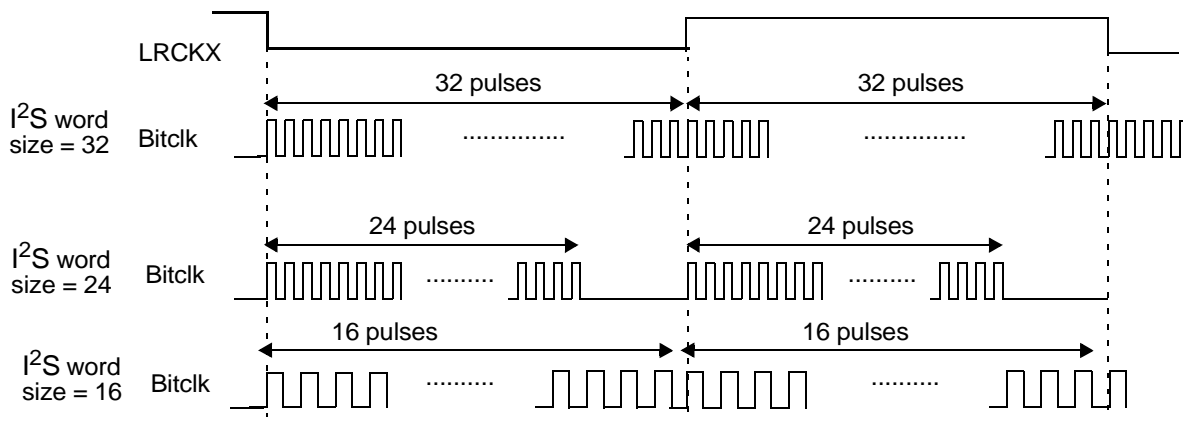 LRCKX
32 pulses 32 pulses
I²S word
size = 32
Bitclk
24 pulses 24 pulses
I²S word
size = 24
Bitclk
16 pulses 16 pulses
I²S word
size = 16
Bitclk